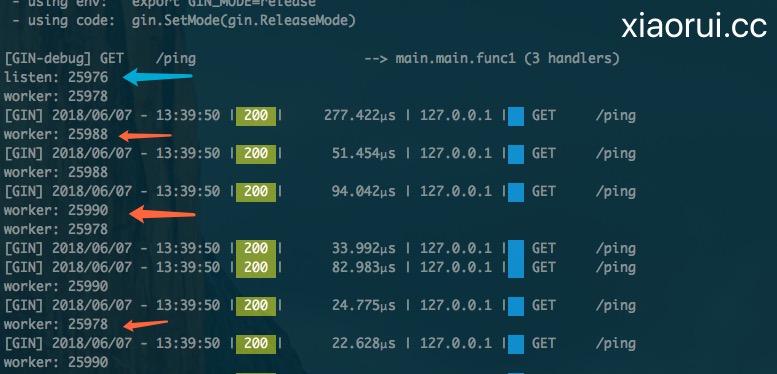 - using env: export GIN_MODE=release
- using code: gin.SetMode(gin.ReleaseMode)
xiaorui.cc
[GIN-debug] GET /ping --> main.main.func1 (3 handlers)
listen: 25976
worker: 25978
[GIN] 2018/06/07 - 13:39:50 | 200 | 277.422µs | 127.0.0.1 | GET /ping
worker: 25988
[GIN] 2018/06/07 - 13:39:50 | 200 | 51.454µs | 127.0.0.1 | GET /ping
worker: 25988
[GIN] 2018/06/07 - 13:39:50 | 200 | 94.042µs | 127.0.0.1 | GET /ping
worker: 25990
worker: 25978
[GIN] 2018/06/07 - 13:39:50 | 200 | 33.992µs | 127.0.0.1 | GET /ping
[GIN] 2018/06/07 - 13:39:50 | 200 | 82.983µs | 127.0.0.1 | GET /ping
worker: 25990
[GIN] 2018/06/07 - 13:39:50 | 200 | 24.775µs | 127.0.0.1 | GET /ping
worker: 25978
[GIN] 2018/06/07 - 13:39:50 | 200 | 22.628µs | 127.0.0.1 | GET /ping
worker: 25990